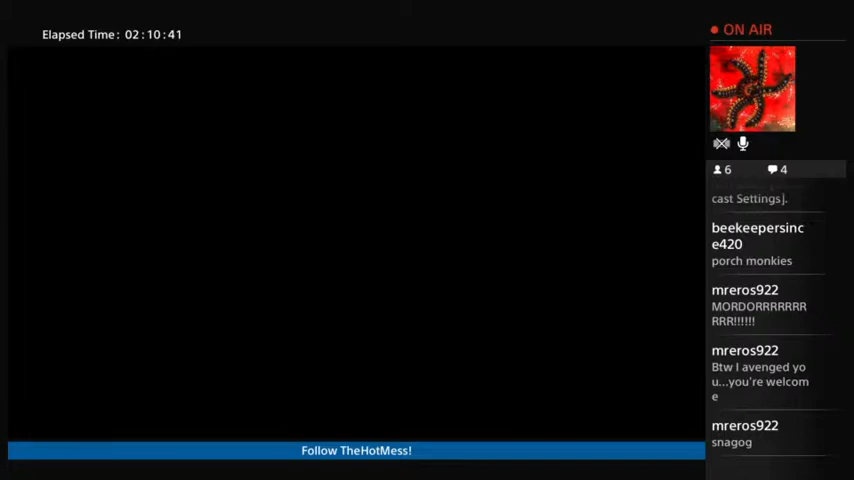 Elapsed Time: 02:10:41
ON AIR
6 4
cast Settings].
beekeepersinc
e420
porch monkies
mreros922
MORDORRRRRRR
RRR!!!!!!
mreros922
Btw I avenged yo
u...you're welcom
e
mreros922
snagog
Follow TheHotMess!